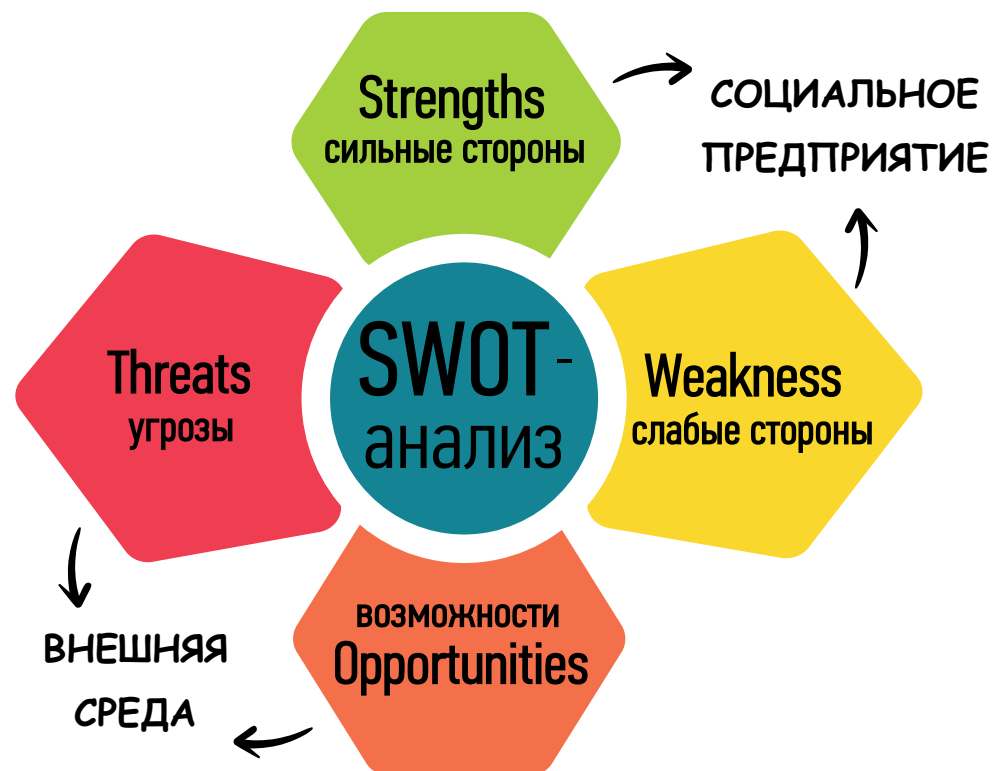 Strengths
сильные стороны
СОЦИАЛЬНОЕ
ПРЕДПРИЯТИЕ
Threats
угрозы
SWOT-
анализ
Weakness
слабые стороны
возможности
Opportunities
ВНЕШНЯЯ
СРЕДА